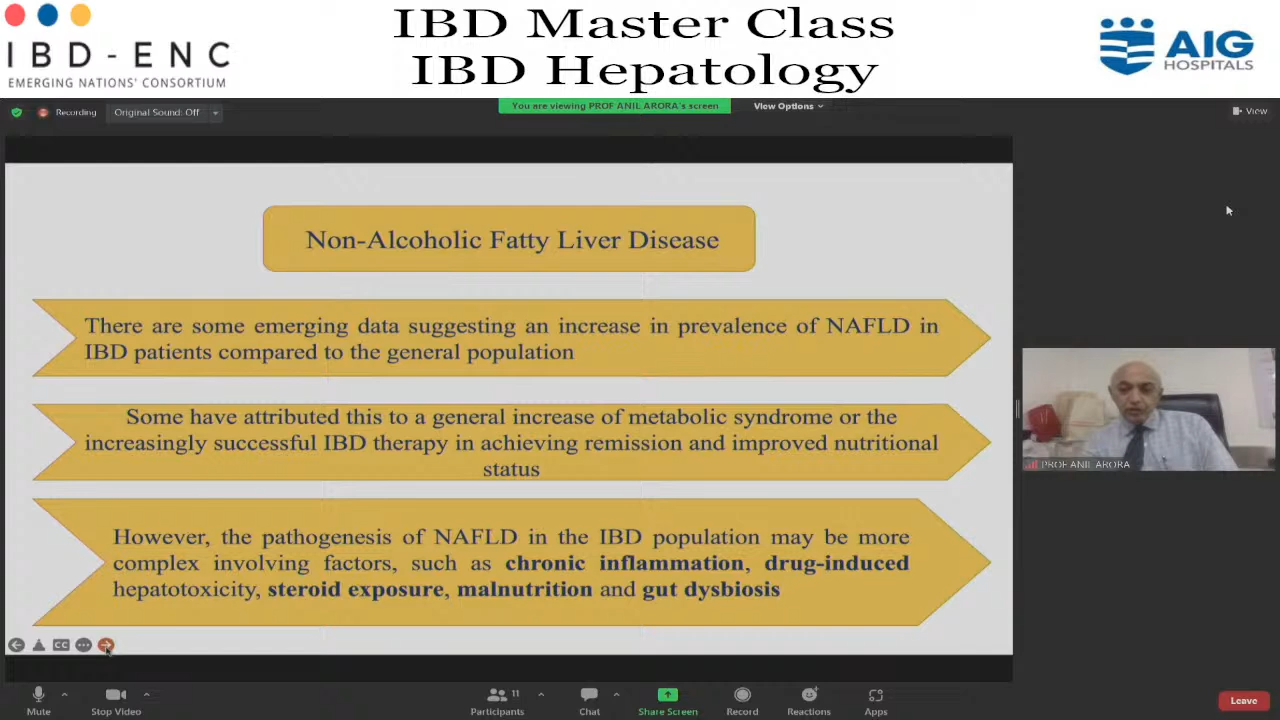 IBD-ENC
EMERGING NATIONS' CONSORTIUM
IBD Master Class
IBD Hepatology
AIG
HOSPITALS
Recording
Original Sound: Off
You are viewing PROF ANIL ARORA's screen
View Options
View
Non-Alcoholic Fatty Liver Disease
There are some emerging data suggesting an increase in prevalence of NAFLD in
IBD patients compared to the general population
Some have attributed this to a general increase of metabolic syndrome or the
increasingly successful IBD therapy in achieving remission and improved nutritional
status
However, the pathogenesis of NAFLD in the IBD population may be more
complex involving factors, such as chronic inflammation, drug-induced
hepatotoxicity, steroid exposure, malnutrition and gut dysbiosis
PROF ANIL ARORA
CC
Mute
Stop Video
11
Participants
Chat
Share Screen
Record
Reactions
Apps
Leave